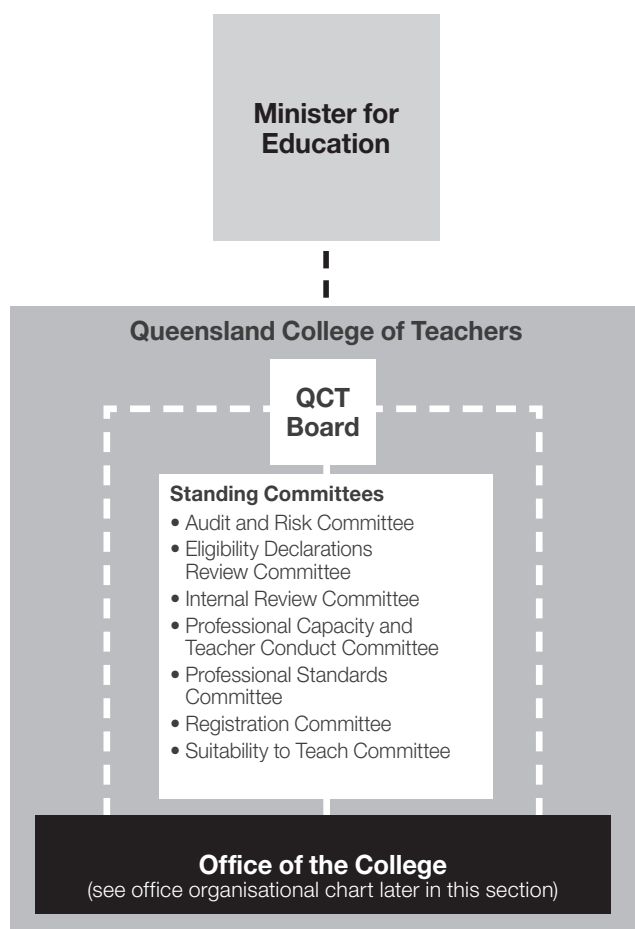 Minister for
Education
Queensland College of Teachers
QCT
Board
Standing Committees
• Audit and Risk Committee
• Eligibility Declarations
Review Committee
• Internal Review Committee
• Professional Capacity and
Teacher Conduct Committee
• Professional Standards
Committee
• Registration Committee
• Suitability to Teach Committee
Office of the College
(see office organisational chart later in this section)